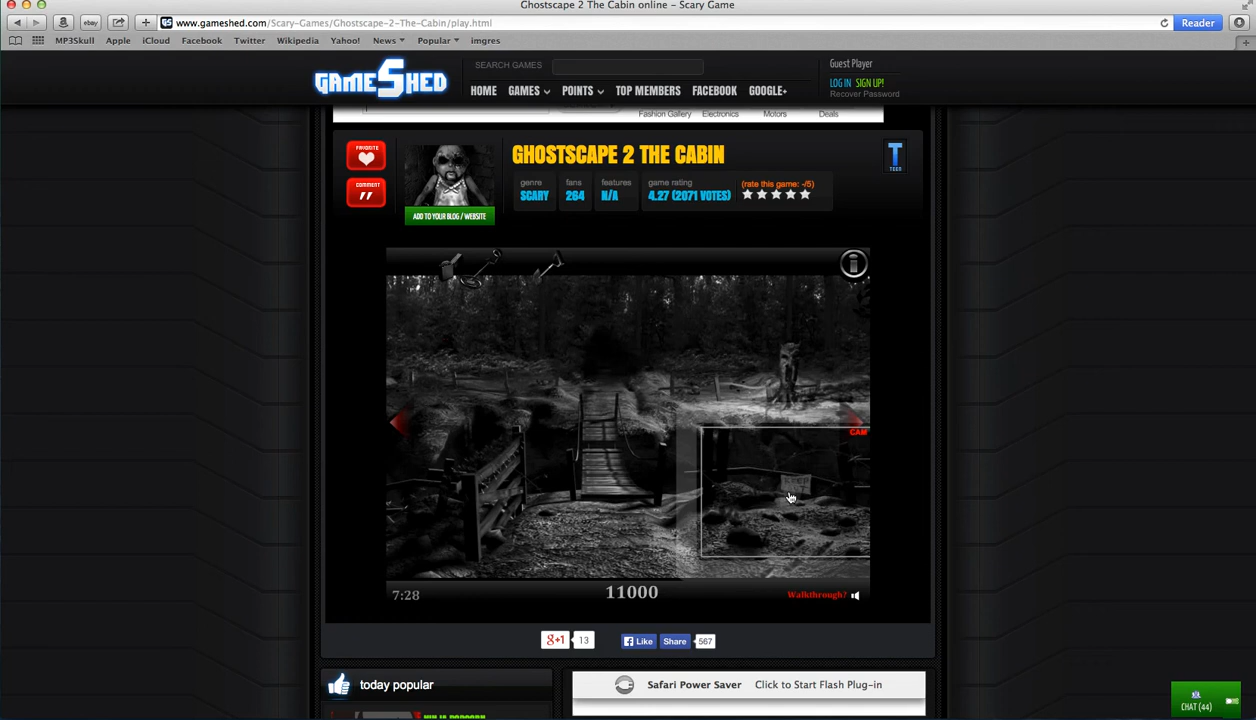 Ghostscape 2 The Cabin online – Scary Game
ebay
www.gameshed.com/Scary-Games/Ghostscape-2-The-Cabin/play.html
Reader
MP3Skull Apple iCloud Facebook Twitter Wikipedia Yahoo! News Popular imgres
GAMESHED
SEARCH GAMES
Guest Player
LOG IN SIGN UP!
Recover Password
HOME GAMES POINTS TOP MEMBERS FACEBOOK GOOGLE+
Fashion Gallery Electronics Motors Deals
FAVORITE
COMMENT
ADD TO YOUR BLOG / WEBSITE
GHOSTSCAPE 2 THE CABIN
genre
SCARY
fans
264
features
N/A
game rating
4.27 (2071 VOTES)
(rate this game: -/5)
T
TEEN
i
CAM
KEEP
7:28
11000
Walkthrough?
g+1 13
Like Share 567
today popular
Safari Power Saver Click to Start Flash Plug-in
CHAT (44)